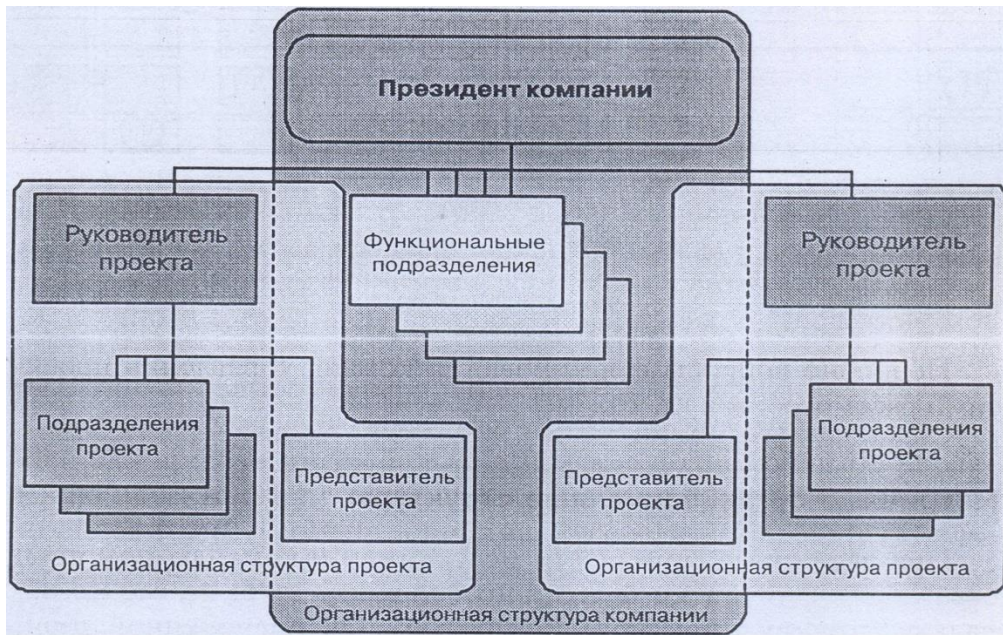 Президент компании
Руководитель
проекта
Функциональные
подразделения
Руководитель
проекта
Подразделения
проекта
Представитель
проекта
Представитель
проекта
Подразделения
проекта
Организационная структура проекта
Организационная структура проекта
Организационная структура компании